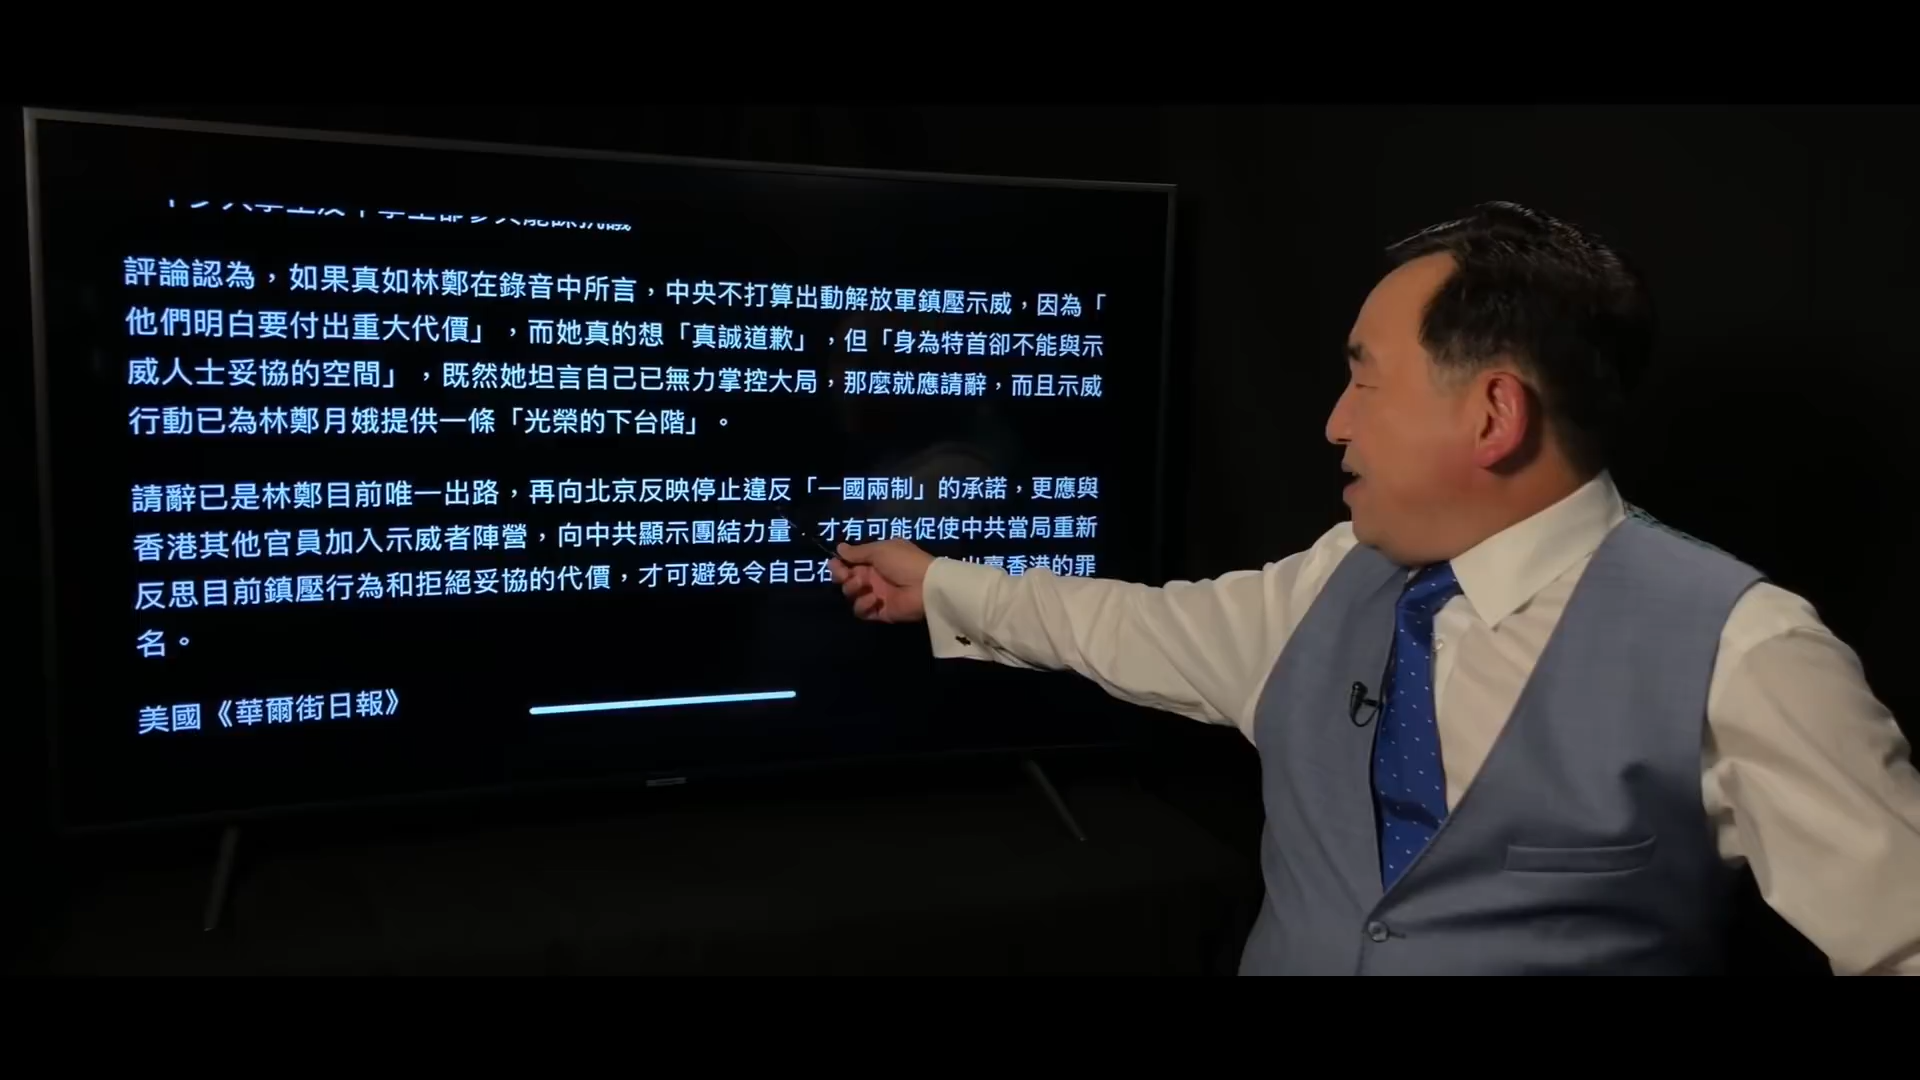 評論認為，如果真如林鄭在錄音中所言，中央不打算出動解放軍鎮壓示威，因為「
他們明白要付出重大代價」，而她真的想「真誠道歉」，但「身為特首卻不能與示
威人士妥協的空間」，既然她坦言自己已無力掌控大局，那麼就應請辭，而且示威
行動已為林鄭月娥提供一條「光榮的下台階」。
請辭已是林鄭目前唯一出路，再向北京反映停止違反「一國兩制」的承諾，更應與
香港其他官員加入示威者陣營，向中共顯示團結力量 才有可能促使中共當局重新
反思目前鎮壓行為和拒絕妥協的代價，才可避免令自己在 出賣香港的罪
名。
美國《華爾街日報》